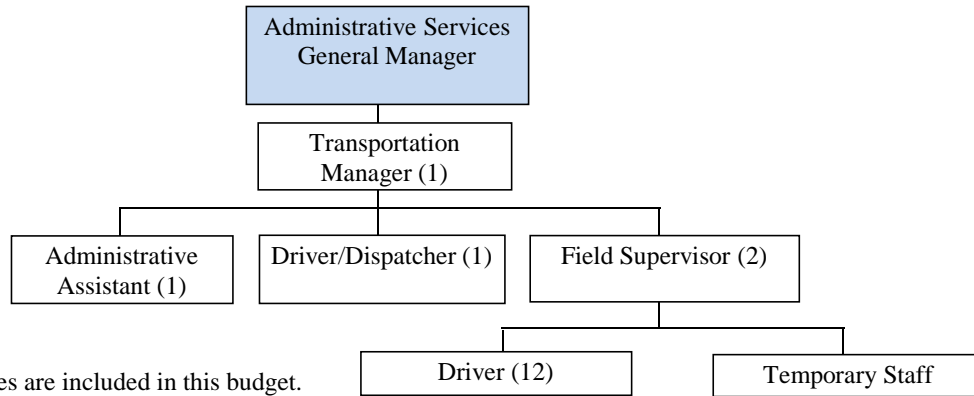 Administrative Services
General Manager
Transportation
Manager (1)
Administrative
Assistant (1)
Driver/Dispatcher (1)
Field Supervisor (2)
Driver (12)
Temporary Staff
are included in this budget.